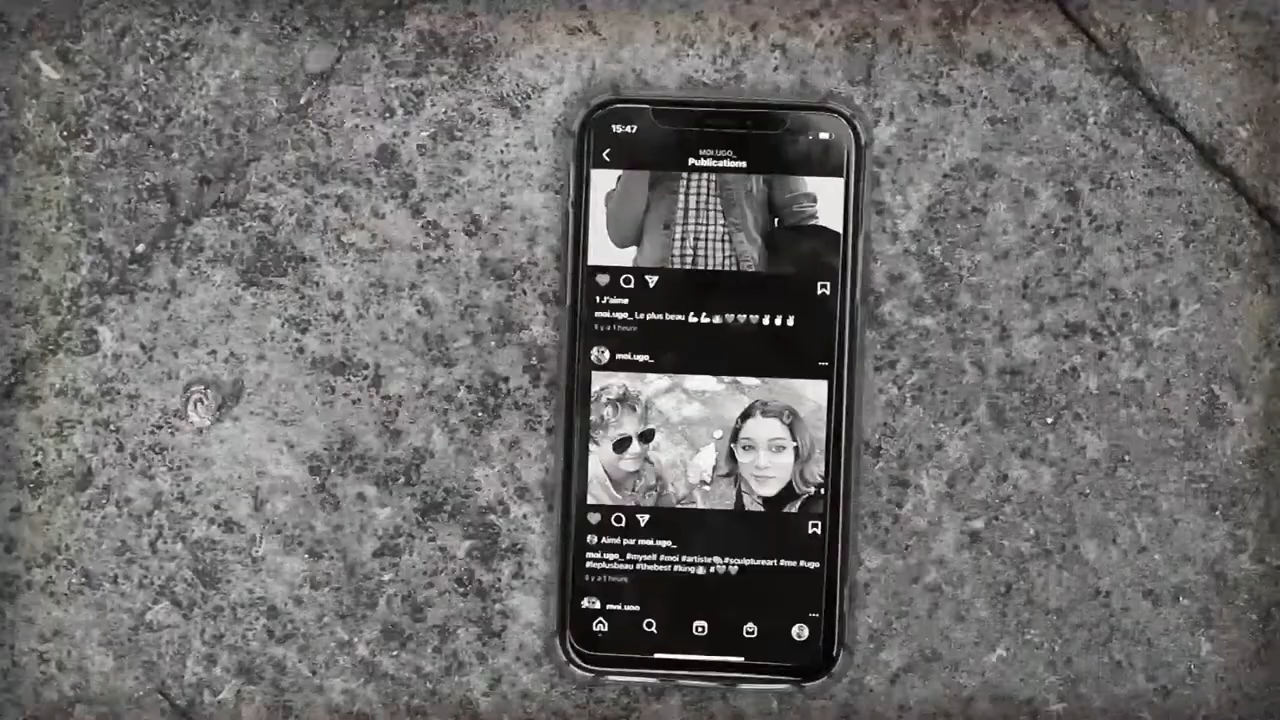 15:47
MOI.UGO_
Publications
1 J'aime
moi.ugo_ Le plus beau 💪💪👑🖤🖤🖤✌✌✌
Il y a 1 heure
moi.ugo_
Aimé par moi.ugo_
moi.ugo_ #myself #moi #artiste🎨#sculptureart #me #ugo
#leplusbeau #thebest #king👑 #🖤🖤
Il y a 1 heure
moi.ugo